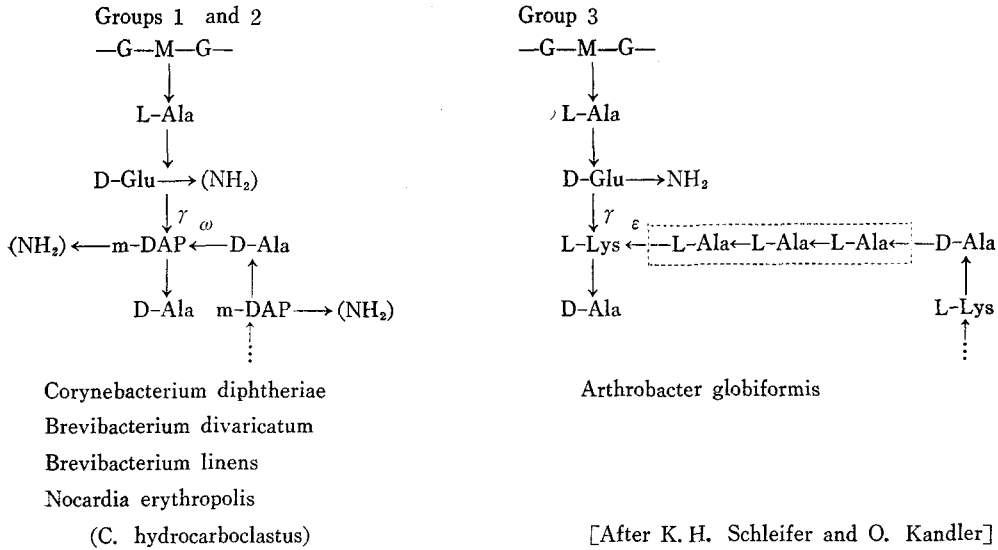 Groups 1 and 2
—G—M—G—
L-Ala
D-Glu→(NH₂)
γ ω
(NH₂)←m-DAP←D-Ala
D-Ala m-DAP→(NH₂)
Corynebacterium diphtheriae
Brevibacterium divaricatum
Brevibacterium linens
Nocardia erythropolis
(C. hydrocarboclastus)
Group 3
—G—M—G—
L-Ala
D-Glu→NH₂
γ ε
L-Lys←—L-Ala←L-Ala←L-Ala←—D-Ala
D-Ala L-Lys
Arthrobacter globiformis
[After K. H. Schleifer and O. Kandler]